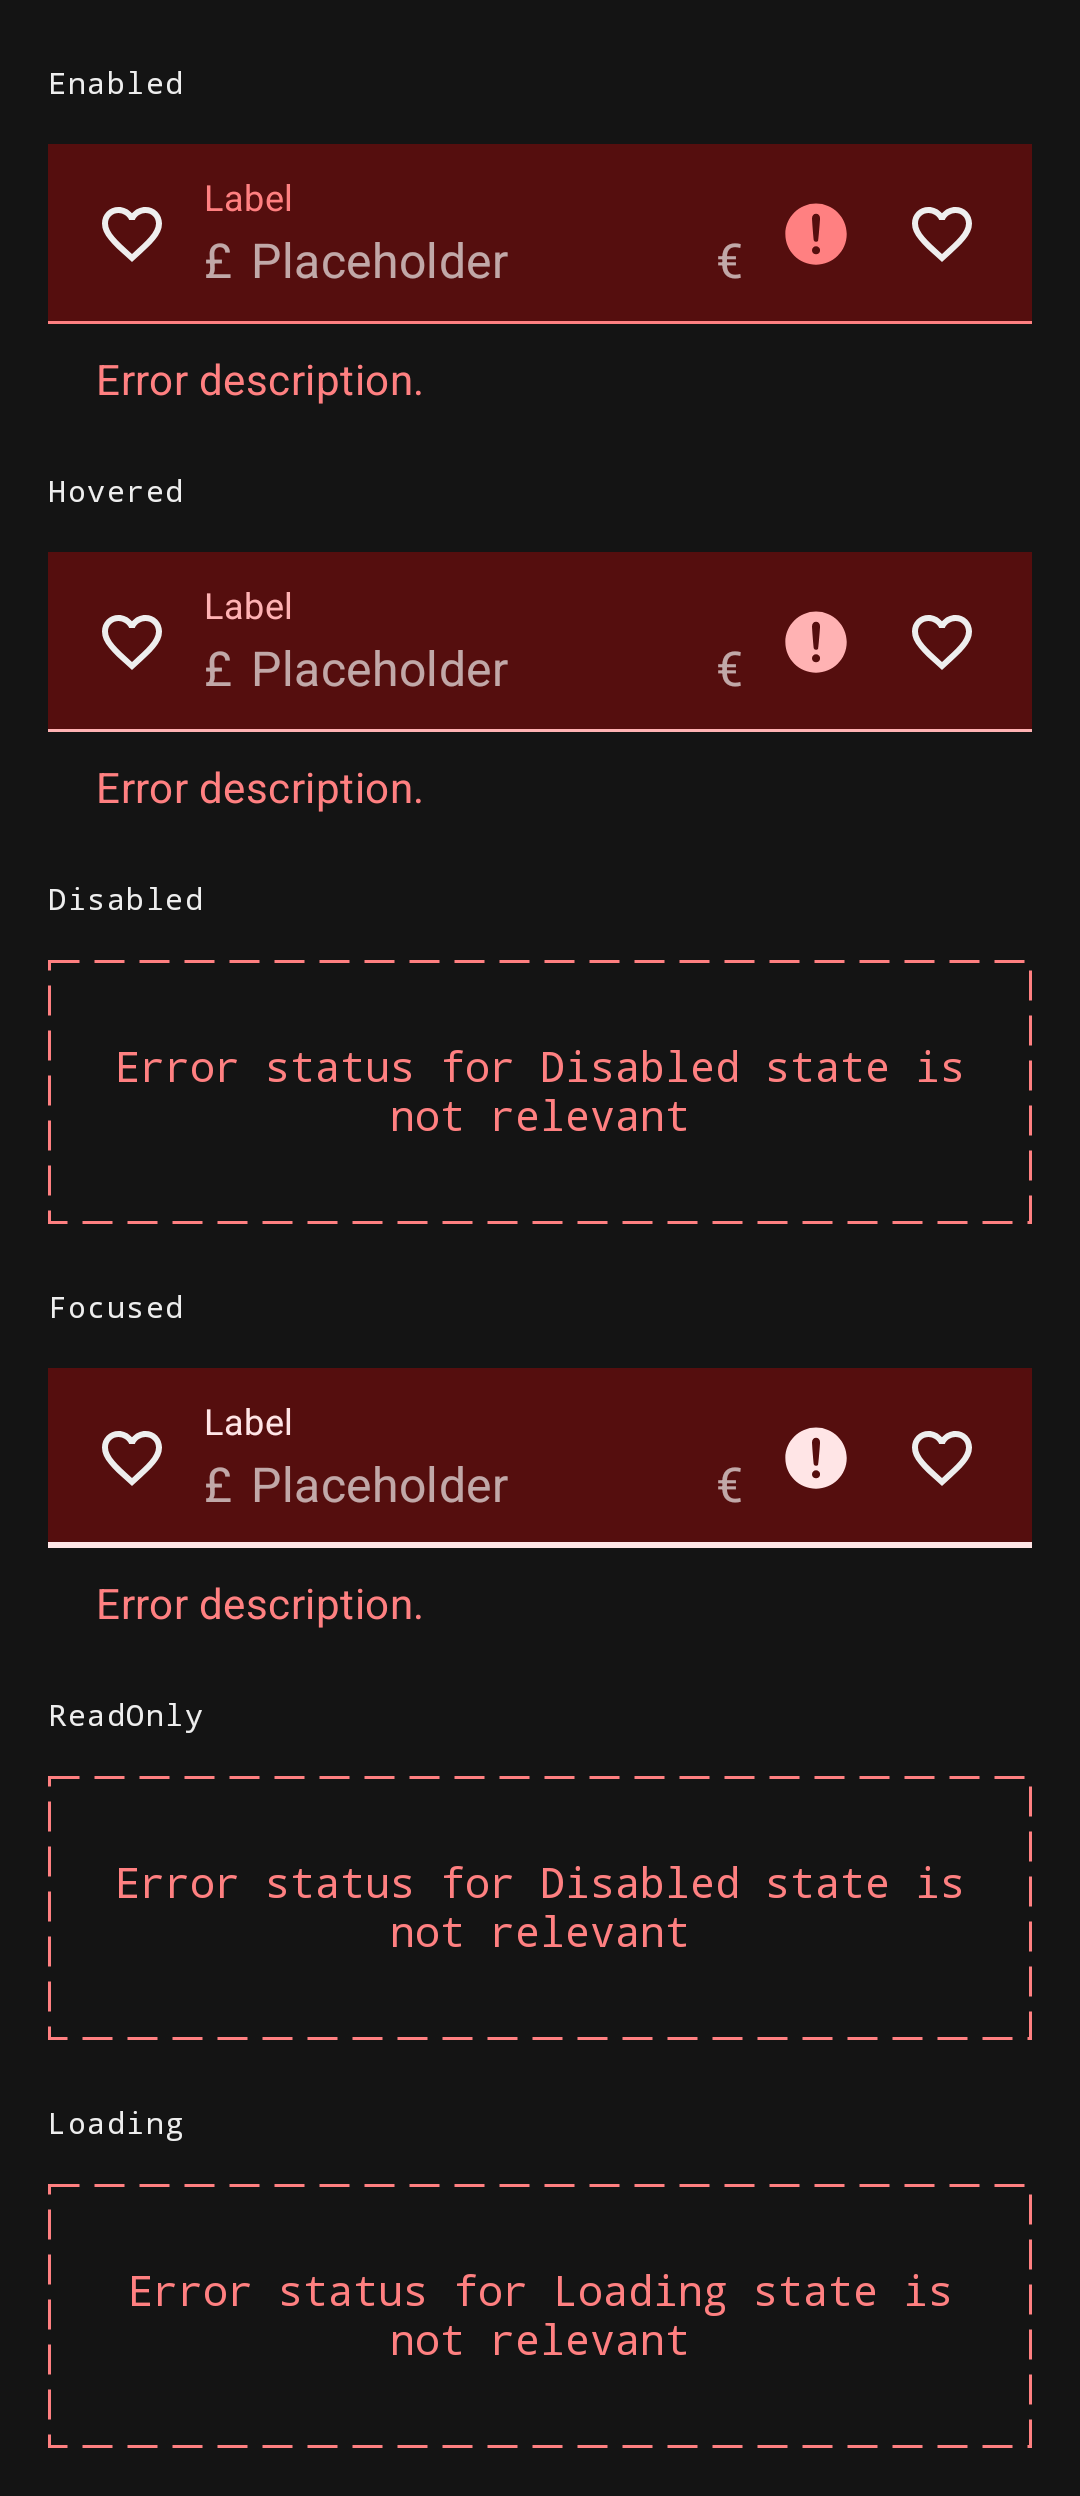 Enabled
Label
£ Placeholder €
Error description.
Hovered
Label
£ Placeholder €
Error description.
Disabled
Error status for Disabled state is
not relevant
Focused
Label
£ Placeholder €
Error description.
ReadOnly
Error status for Disabled state is
not relevant
Loading
Error status for Loading state is
not relevant